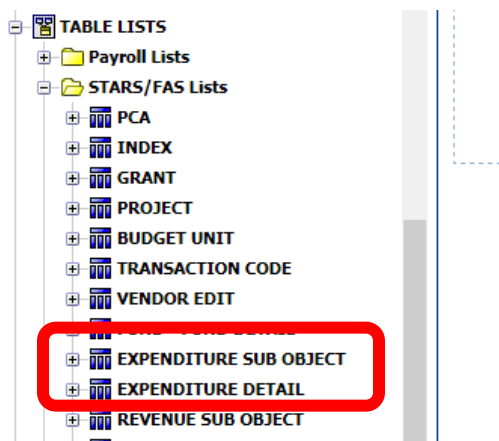 TABLE LISTS
Payroll Lists
STARS/FAS Lists
PCA
INDEX
GRANT
PROJECT
BUDGET UNIT
TRANSACTION CODE
VENDOR EDIT
EXPENDITURE SUB OBJECT
EXPENDITURE DETAIL
REVENUE SUB OBJECT